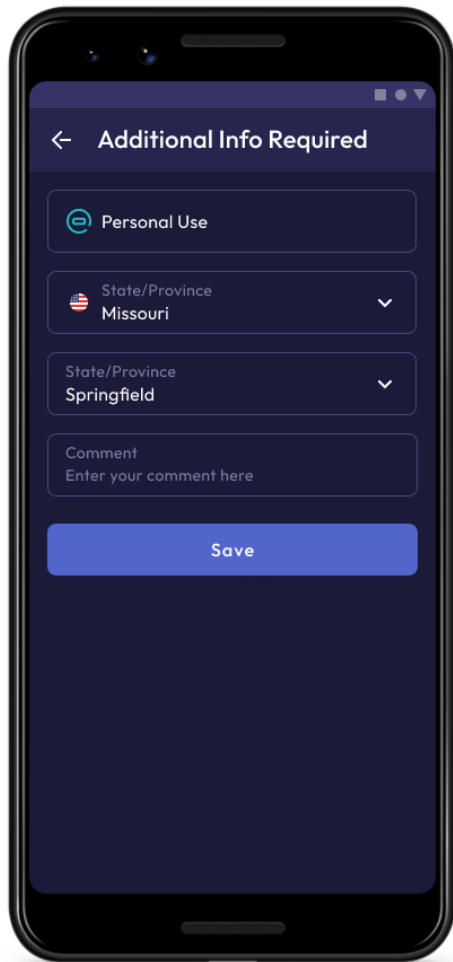 Additional Info Required
Personal Use
State/Province
Missouri
State/Province
Springfield
Comment
Enter your comment here
Save